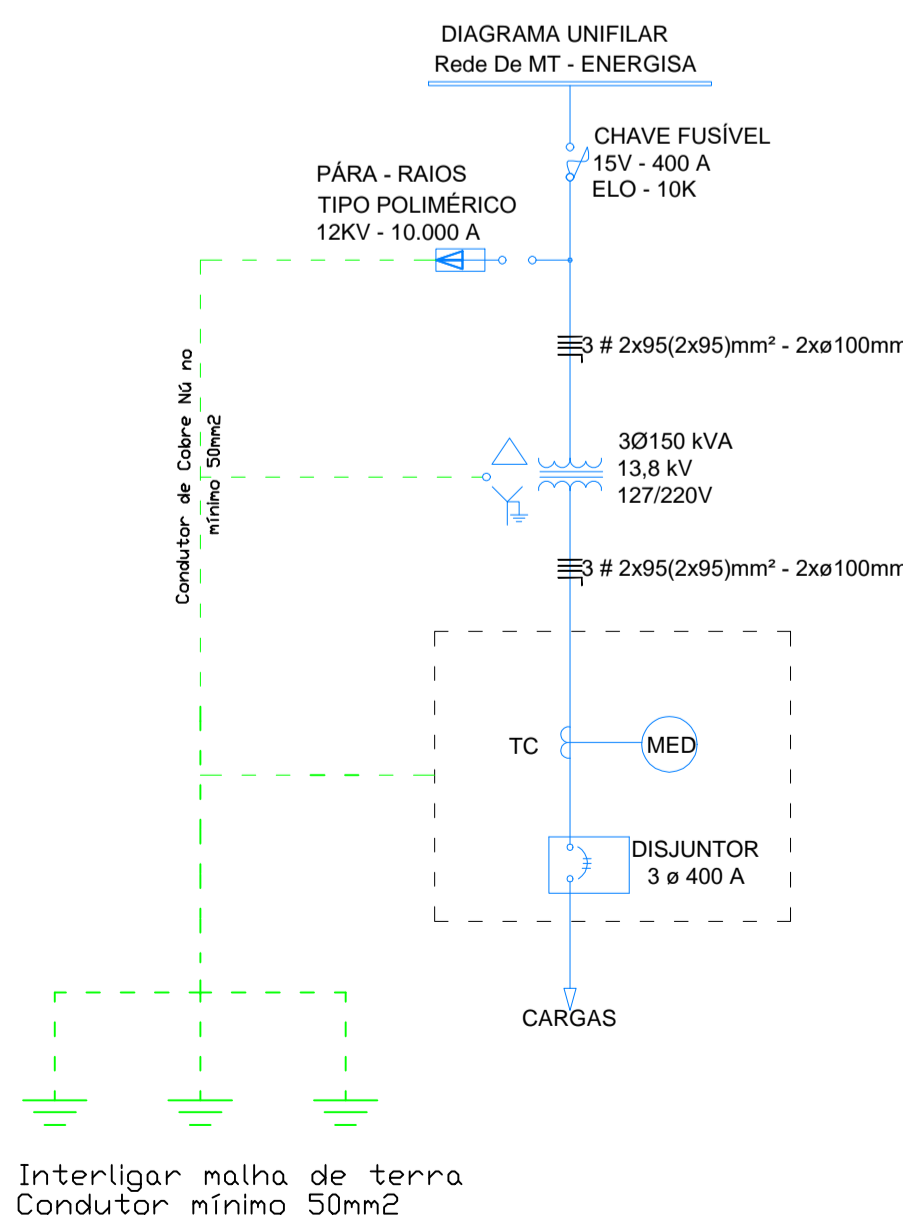 DIAGRAMA UNIFILAR
Rede De MT - ENERGISA
CHAVE FUSÍVEL
15V - 400 A
ELO - 10K
PÁRA - RAIOS
TIPO POLIMÉRICO
12KV - 10.000 A
3 # 2x95(2x95)mm² - 2xø100mm
Condutor de Cobre Nú no
mínimo 50mm2
3Ø150 kVA
13,8 kV
127/220V
3 # 2x95(2x95)mm² - 2xø100mm
TC
MED
DISJUNTOR
3 ø 400 A
CARGAS
Interligar malha de terra
Condutor mínimo 50mm2